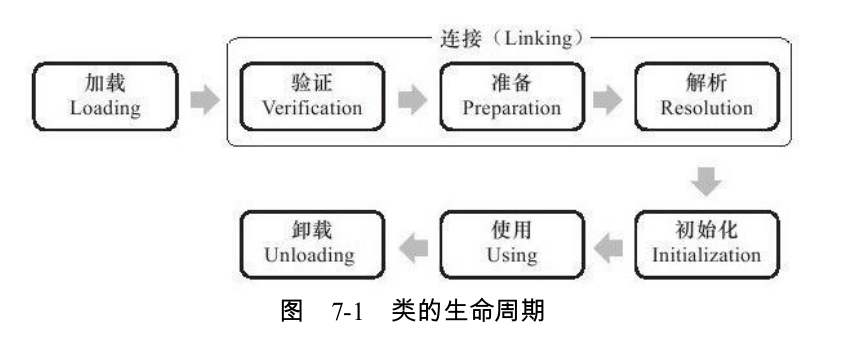 连接（Linking）
加载
Loading
验证
Verification
准备
Preparation
解析
Resolution
初始化
Initialization
使用
Using
卸载
Unloading
图 7-1 类的生命周期